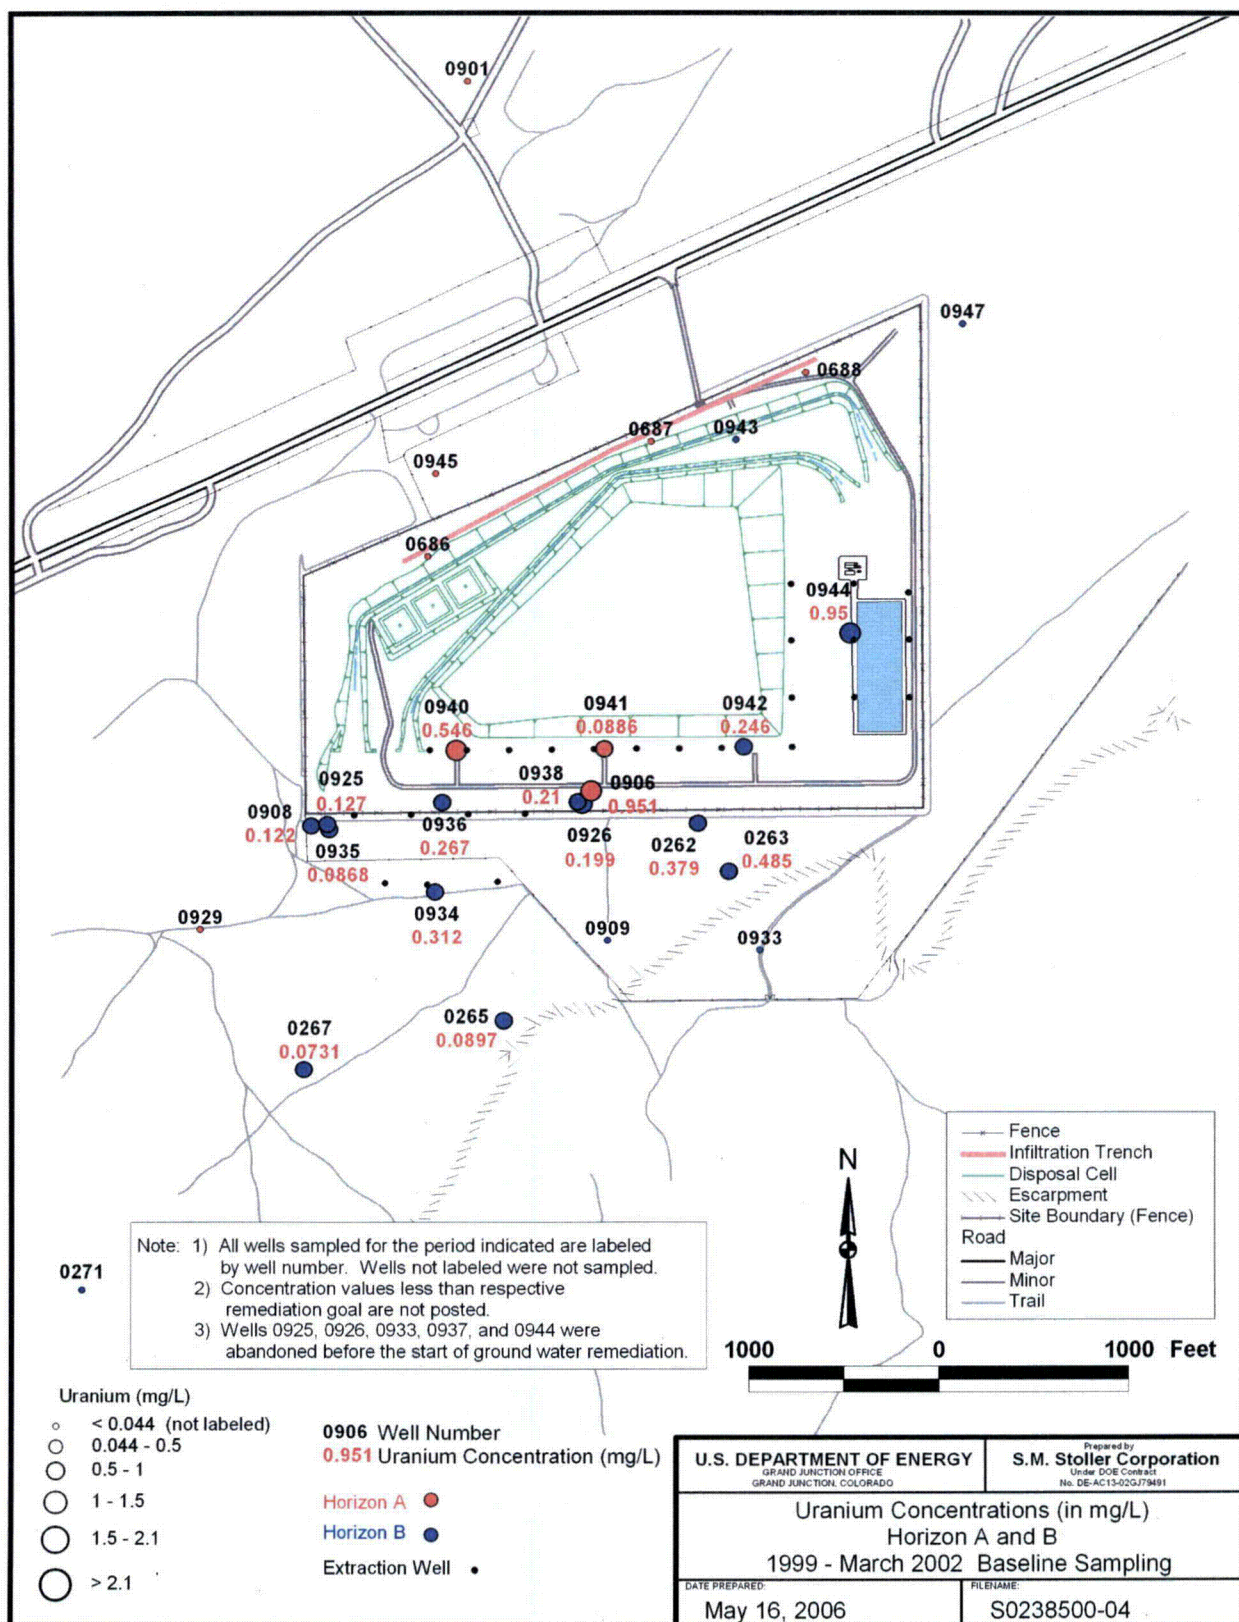 0901
0947
0688
0687
0943
0945
0686
0944
0.95
0940
0.546
0941
0.0886
0942
0.246
0925
0.127
0938
0.21
0906
0.951
0908
0.122
0936
0.267
0926
0.199
0262
0.379
0263
0.485
0935
0.0868
0934
0.312
0929
0909
0933
0265
0.0897
0267
0.0731
0271
Fence
Infiltration Trench
Disposal Cell
Escarpment
Site Boundary (Fence)
Road
Major
Minor
Trail
N
Note: 1) All wells sampled for the period indicated are labeled
by well number. Wells not labeled were not sampled.
2) Concentration values less than respective
remediation goal are not posted.
3) Wells 0925, 0926, 0933, 0937, and 0944 were
abandoned before the start of ground water remediation.
1000 0 1000 Feet
Uranium (mg/L)
< 0.044 (not labeled)
0.044 - 0.5
0.5 - 1
1 - 1.5
1.5 - 2.1
> 2.1
0906 Well Number
0.951 Uranium Concentration (mg/L)
Horizon A
Horizon B
Extraction Well
U.S. DEPARTMENT OF ENERGY
GRAND JUNCTION OFFICE
GRAND JUNCTION, COLORADO
Prepared by
S.M. Stoller Corporation
Under DOE Contract
No. DE-AC13-02GJ79491
Uranium Concentrations (in mg/L)
Horizon A and B
1999 - March 2002 Baseline Sampling
DATE PREPARED:
May 16, 2006
FILENAME:
S0238500-04